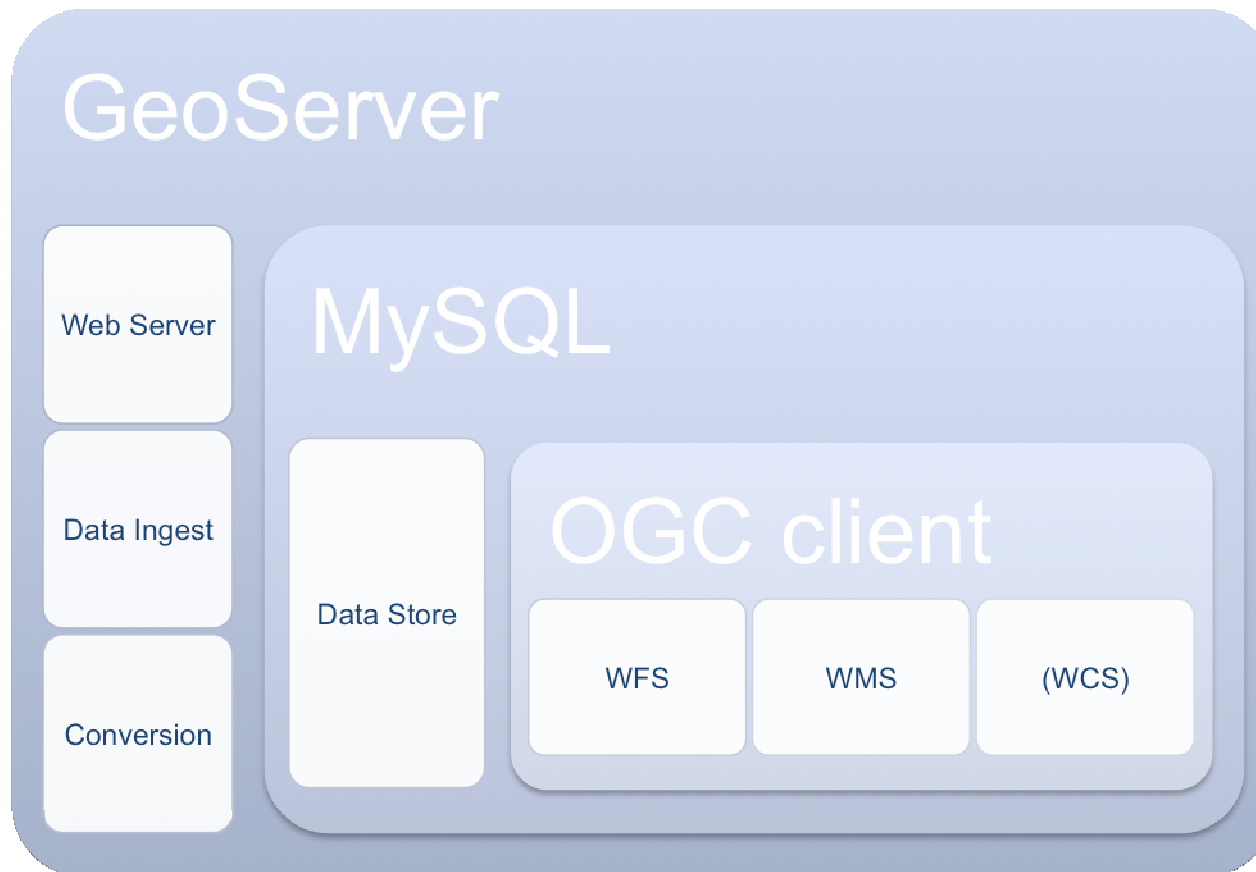 GeoServer
Web Server
Data Ingest
Conversion
MySQL
Data Store
OGC client
WFS
WMS
(WCS)